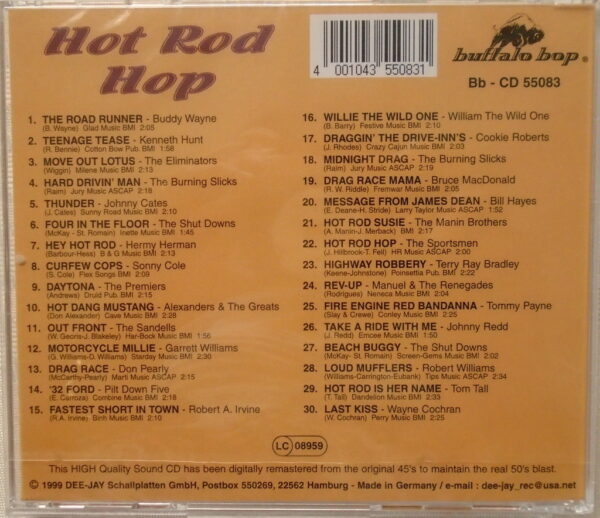 Hot Rod
Hop
4 001043 550831
buffalo bop ®
Bb - CD 55083
1. THE ROAD RUNNER - Buddy Wayne
(B. Wayne) Glad Music BMI 2:05
2. TEENAGE TEASE - Kenneth Hunt
(R. Bennie) Cotton Bow Pub. BMI 1:58
3. MOVE OUT LOTUS - The Eliminators
(Wiggin) Milene Music BMI 2:13
4. HARD DRIVIN' MAN - The Burning Slicks
(Raim) Jury Music ASCAP 2:18
5. THUNDER - Johnny Cates
(J. Cates) Sunny Road Music BMI 2:10
6. FOUR IN THE FLOOR - The Shut Downs
(McKay - St. Romain) Inette Music BMI 1:45
7. HEY HOT ROD - Hermy Herman
(Barbour-Hess) B & G Music BMI 2:13
8. CURFEW COPS - Sonny Cole
(S. Cole) Flex Songs BMI 2:09
9. DAYTONA - The Premiers
(Andrews) Druid Pub. BMI 2:15
10. HOT DANG MUSTANG - Alexanders & The Greats
(Don Alexander) Cave Music BMI 2:28
11. OUT FRONT - The Sandells
(W. Georis-J. Blakeley) Har-Bock Music BMI 1:56
12. MOTORCYCLE MILLIE - Garrett Williams
(G. Williams-D. Williams) Starday Music BMI 2:30
13. DRAG RACE - Don Pearly
(McCarthy-Pearly) Marti Music ASCAP 2:15
14. '32 FORD - Pilt Down Five
(E. Carroza) Combine Music BMI 2:18
15. FASTEST SHORT IN TOWN - Robert A. Irvine
(R.A. Irvine) Binh Music BMI 2:10
16. WILLIE THE WILD ONE - William The Wild One
(B. Barry) Festive Music BMI 2:10
17. DRAGGIN' THE DRIVE-INN'S - Cookie Roberts
(J. Rhodes) Crazy Cajun Music BMI 2:03
18. MIDNIGHT DRAG - The Burning Slicks
(Raim) Jury Music ASCAP 2:19
19. DRAG RACE MAMA - Bruce MacDonald
(R. W. Riddle) Fremwar Music BMI 2:05
20. MESSAGE FROM JAMES DEAN - Bill Hayes
(E. Deane-H. Stride) Larry Taylor Music ASCAP 1:52
21. HOT ROD SUSIE - The Manin Brothers
(A. Manin-J. Merback) BMI 2:17
22. HOT ROD HOP - The Sportsmen
(J. Hillbrook-T. Fell) HR Music ASCAP 2:00
23. HIGHWAY ROBBERY - Terry Ray Bradley
(Keene-Johnstone) Poinsettia Pub. BMI 2:22
24. REV-UP - Manuel & The Renegades
(Rodrigues) Neneca Music BMI 2:04
25. FIRE ENGINE RED BANDANNA - Tommy Payne
(Slay & Crewe) Conley Music BMI 2:25
26. TAKE A RIDE WITH ME - Johnny Redd
(J. Redd) Emcee Music BMI 1:50
27. BEACH BUGGY - The Shut Downs
(McKay- St. Romain) Screen-Gems Music BMI 2:02
28. LOUD MUFFLERS - Robert Williams
(Williams-Carrington-Eubank) Tips Music ASCAP 2:34
29. HOT ROD IS HER NAME - Tom Tall
(T. Tall) Dandelion Music BMI 2:33
30. LAST KISS - Wayne Cochran
(W. Cochran) Perry Music BMI 2:25
LC 08959
This HIGH Quality Sound CD has been digitally remastered from the original 45's to maintain the real 50's blast.
© 1999 DEE-JAY Schallplatten GmbH, Postbox 550269, 22562 Hamburg - Made in Germany / e-mail : dee-jay_rec@usa.net